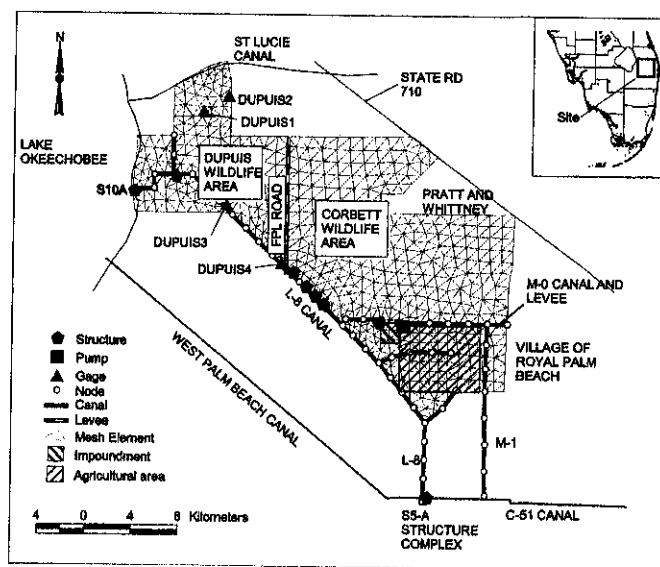 N
ST LUCIE
CANAL
STATE RD
710
Site
DUPUIS2
DUPUIS1
LAKE
OKEECHOBEE
DUPUIS
WILDLIFE
AREA
S10A
FPL ROAD
CORBETT
WILDLIFE
AREA
PRATT AND
WHITTNEY
DUPUIS3
DUPUIS4
L-8 CANAL
M-0 CANAL AND
LEVEE
WEST PALM BEACH CANAL
VILLAGE OF
ROYAL PALM
BEACH
Structure
Pump
Gage
Node
Canal
Levee
Mesh Element
Impoundment
Agricultural area
L-8
M-1
4 0 4 8 Kilometers
S5-A
STRUCTURE
COMPLEX
C-51 CANAL